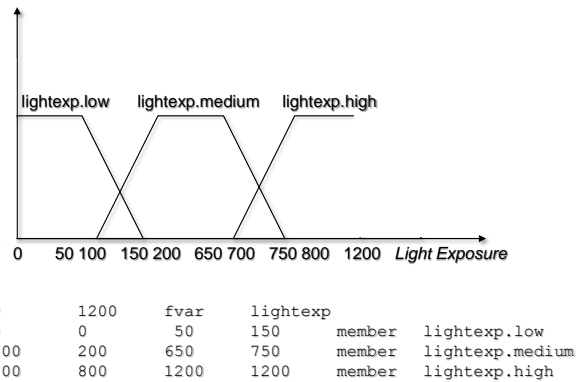 lightexp.low lightexp.medium lightexp.high
0 50 100 150 200 650 700 750 800 1200 Light Exposure
1200 fvar lightexp
0 50 150 member lightexp.low
200 650 750 member lightexp.medium
800 1200 1200 member lightexp.high